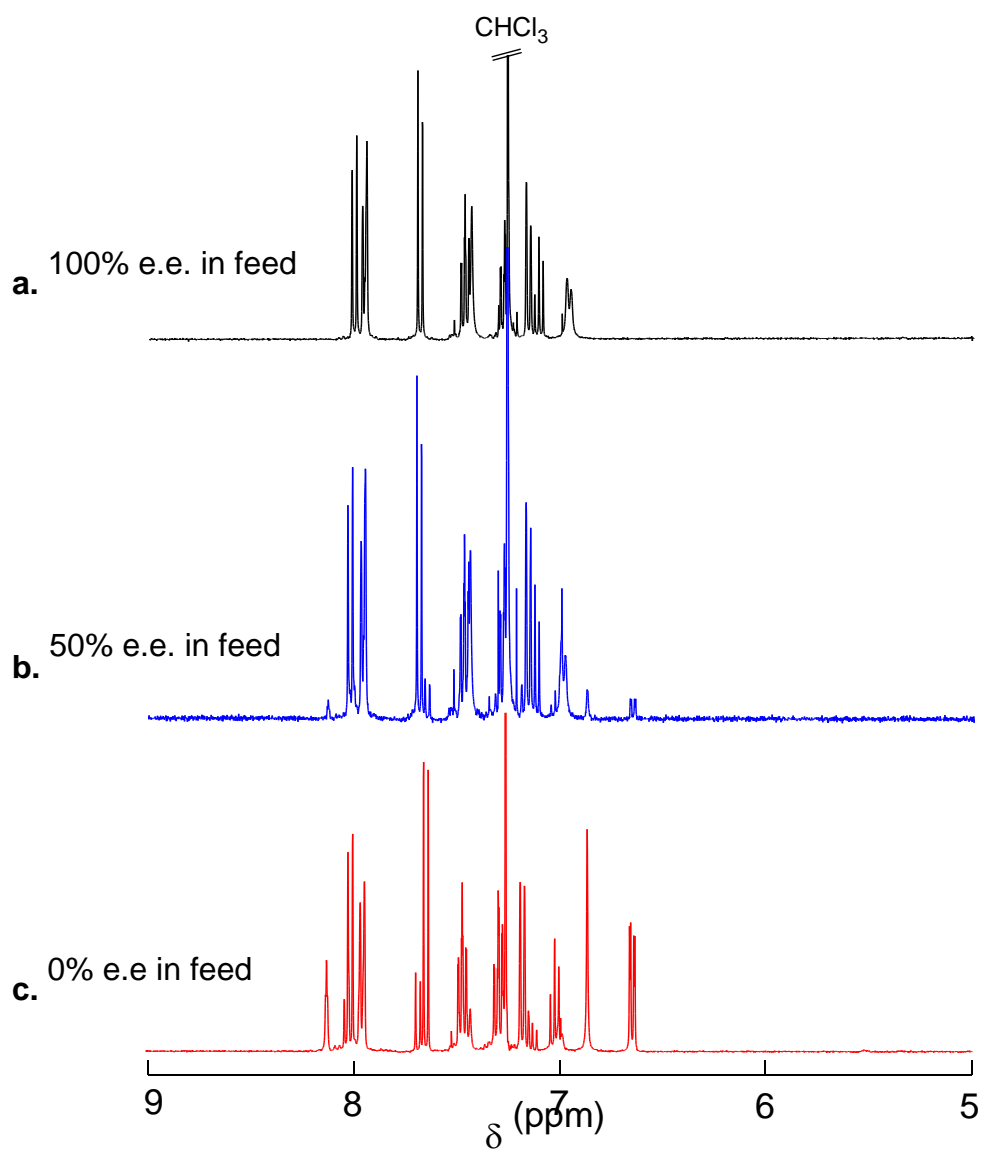 CHCl3
a. 100% e.e. in feed
b. 50% e.e. in feed
c. 0% e.e in feed
9 8 7 6 5
δ (ppm)